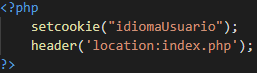 <?php
    setcookie("idiomaUsuario");
    header('location:index.php');
?>